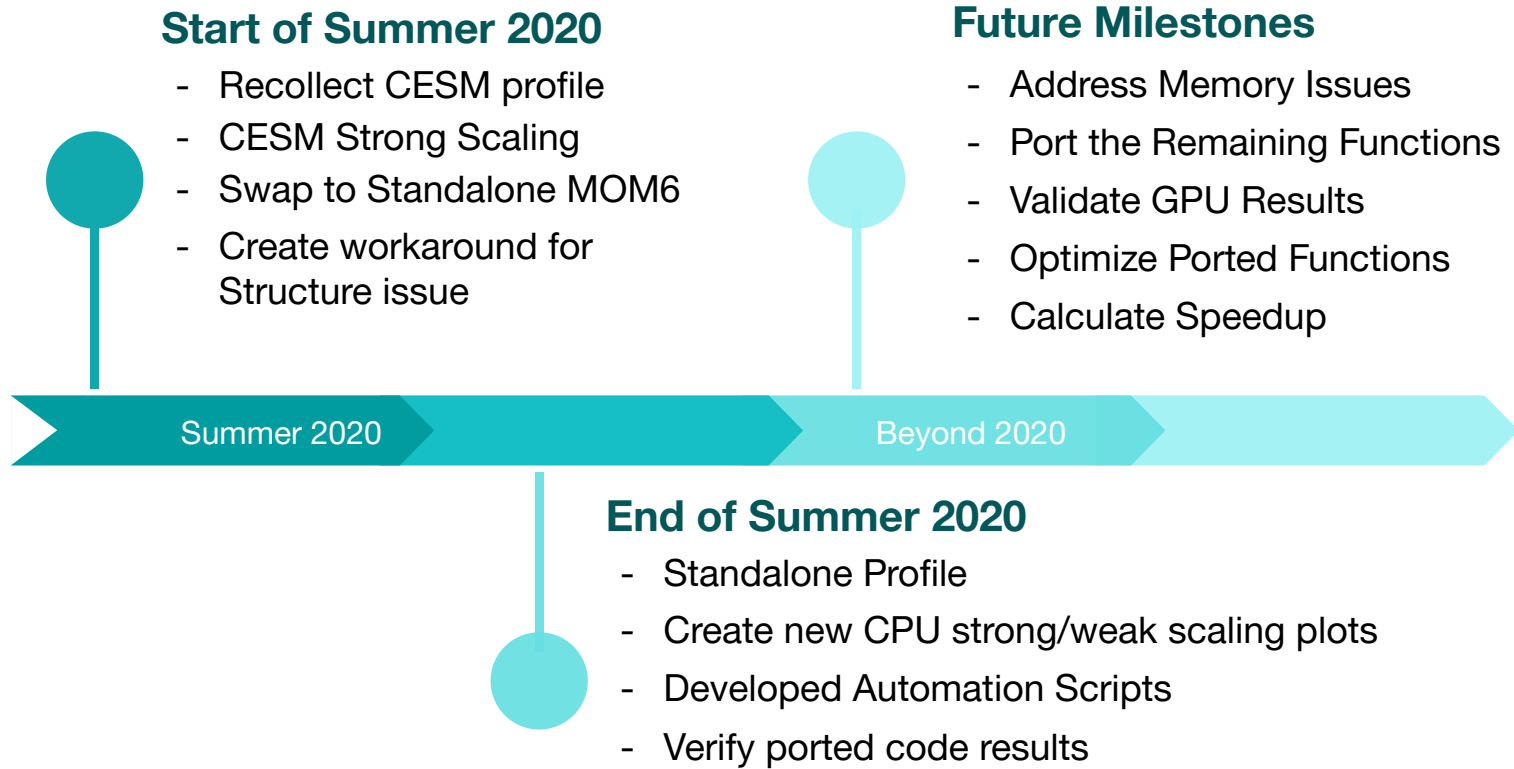 Start of Summer 2020
- Recollect CESM profile
- CESM Strong Scaling
- Swap to Standalone MOM6
- Create workaround for
Structure issue
Future Milestones
- Address Memory Issues
- Port the Remaining Functions
- Validate GPU Results
- Optimize Ported Functions
- Calculate Speedup
Summer 2020
Beyond 2020
End of Summer 2020
- Standalone Profile
- Create new CPU strong/weak scaling plots
- Developed Automation Scripts
- Verify ported code results